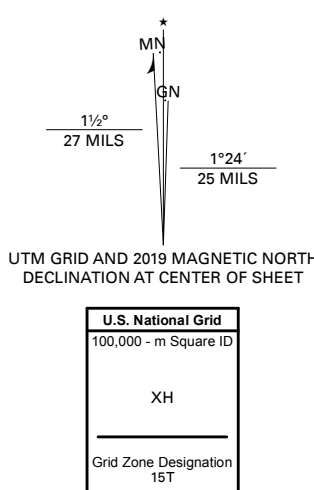 ★
MN
GN
1½°
27 MILS
1°24´
25 MILS
UTM GRID AND 2019 MAGNETIC NORTH
DECLINATION AT CENTER OF SHEET
U.S. National Grid
100,000 - m Square ID
XH
Grid Zone Designation
15T